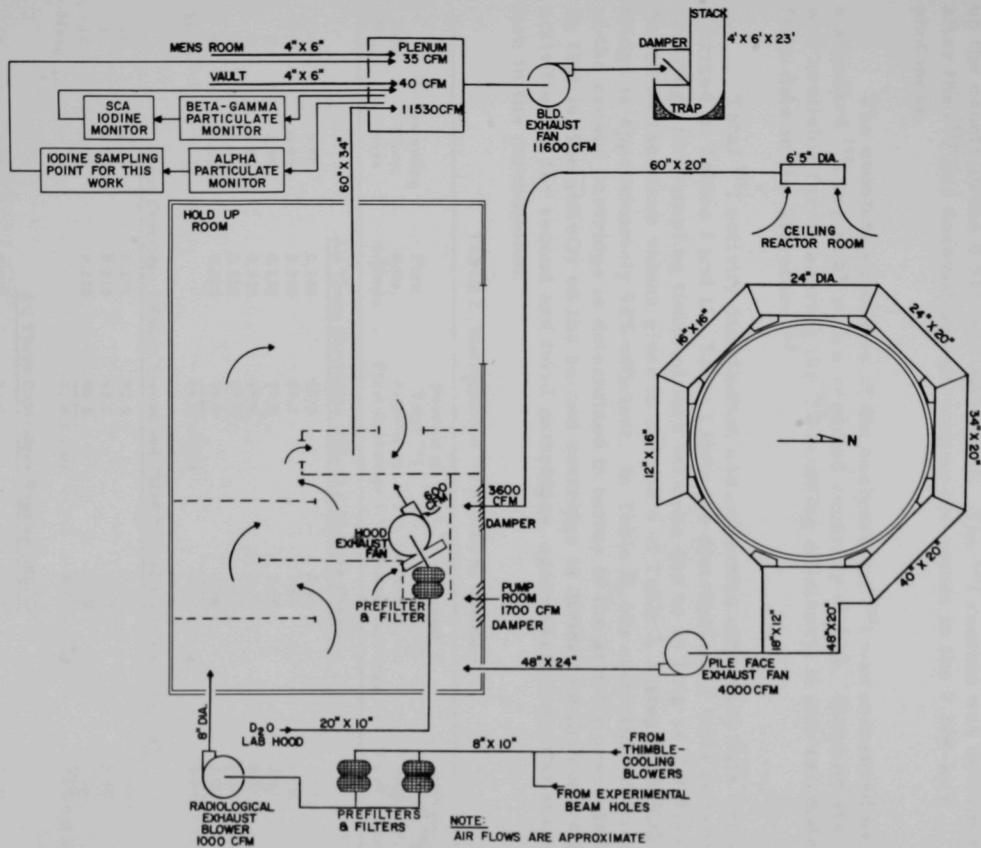 STACK
4' X 6' X 23'
DAMPER
TRAP
MENS ROOM
4" X 6"
PLENUM
35 CFM
VAULT
4" X 6"
40 CFM
11530 CFM
BLD.
EXHAUST
FAN
11600 CFM
SCA
IODINE
MONITOR
BETA-GAMMA
PARTICULATE
MONITOR
IODINE SAMPLING
POINT FOR THIS
WORK
ALPHA
PARTICULATE
MONITOR
60" X 34"
60" X 20"
6' 5" DIA.
CEILING
REACTOR ROOM
HOLD UP
ROOM
24" DIA.
16" X 16"
24" X 20"
12" X 16"
34" X 20"
N
40" X 20"
18" X 12"
48" X 20"
3600
CFM
DAMPER
600
CFM
HOOD
EXHAUST
FAN
PREFILTER
& FILTER
PUMP
ROOM
1700 CFM
DAMPER
48" X 24"
PILE FACE
EXHAUST FAN
4000 CFM
8" DIA.
D2O
LAB HOOD
20" X 10"
8" X 10"
FROM
THIMBLE-
COOLING
BLOWERS
FROM EXPERIMENTAL
BEAM HOLES
RADIOLOGICAL
EXHAUST
BLOWER
1000 CFM
PREFILTERS
& FILTERS
NOTE:
AIR FLOWS ARE APPROXIMATE